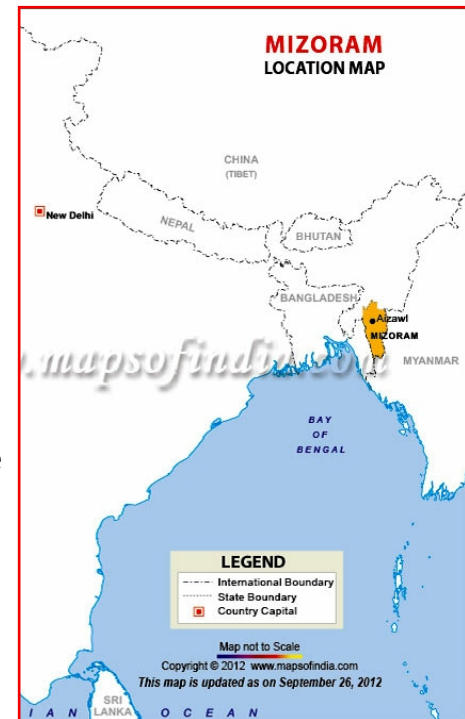 MIZORAM
LOCATION MAP
CHINA
(TIBET)
New Delhi
NEPAL
BHUTAN
BANGLADESH
Aizawl
MIZORAM
MYANMAR
.mapsofindia.com
BAY
OF
BENGAL
e
LEGEND
International Boundary
State Boundary
Country Capital
Map not to Scale
Copyright © 2012 www.mapsofindia.com
This map is updated as on September 26, 2012
SRI
LANKA
I A N O C E A N